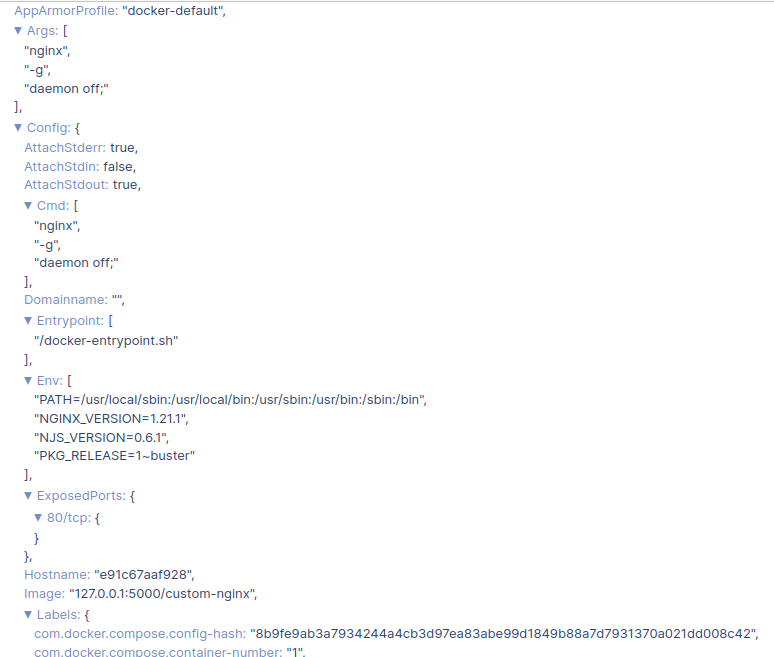 AppArmorProfile: "docker-default",
▼ Args: [
"nginx",
"-g",
"daemon off;"
],
▼ Config: {
AttachStderr: true,
AttachStdin: false,
AttachStdout: true,
▼ Cmd: [
"nginx",
"-g",
"daemon off;"
],
Domainname: "",
▼ Entrypoint: [
"/docker-entrypoint.sh"
],
▼ Env: [
"PATH=/usr/local/sbin:/usr/local/bin:/usr/sbin:/usr/bin:/sbin:/bin",
"NGINX_VERSION=1.21.1",
"NJS_VERSION=0.6.1",
"PKG_RELEASE=1~buster"
],
▼ ExposedPorts: {
▼ 80/tcp: {
}
},
Hostname: "e91c67aaf928",
Image: "127.0.0.1:5000/custom-nginx",
▼ Labels: {
com.docker.compose.config-hash: "8b9fe9ab3a7934244a4cb3d97ea83abe99d1849b88a7d7931370a021dd008c42",
com.docker.compose.container-number: "1",